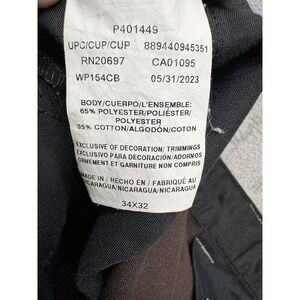 P401449
UPC/CUP/CUP 889440945351
RN20697 CA01095
WP154CB 05/31/2023
BODY/CUERPO/L'ENSEMBLE:
65% POLYESTER/POLIÉSTER/
POLYESTER
35% COTTON/ALGODÓN/COTON
EXCLUSIVE OF DECORATION/ TRIMMINGS
EXCLUSIVO PARA DECORACIÓN/ADORNOS
ORNEMENT ET GARNITURE NON COMPRIS
MADE IN / HECHO EN / FABRIQUÉ AU
NICARAGUA/NICARAGUA/NICARAGUA
34X32